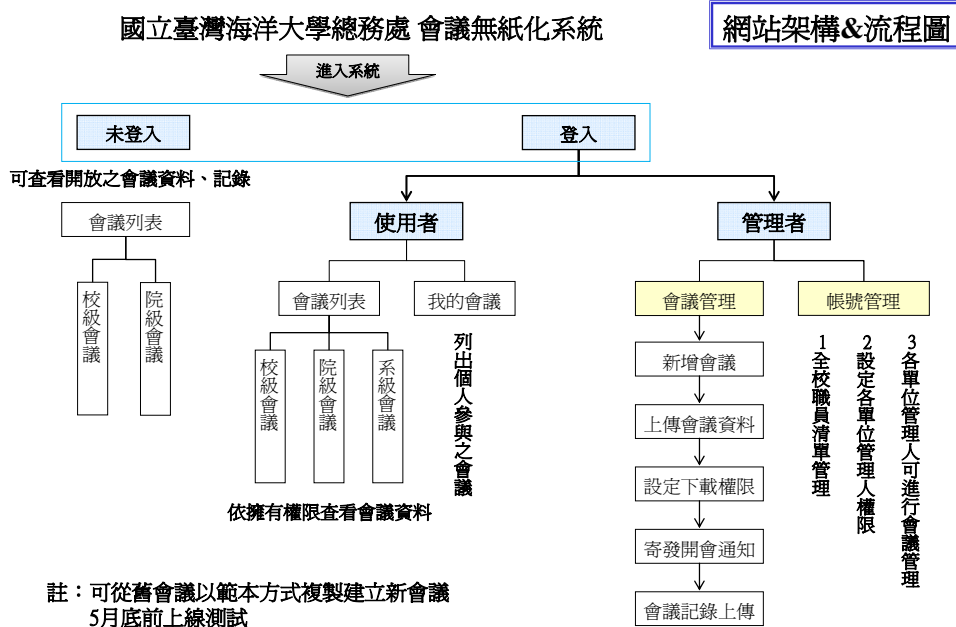 國立臺灣海洋大學總務處 會議無紙化系統
網站架構&流程圖
進入系統
未登入
登入
可查看開放之會議資料、記錄
會議列表
校級會議
院級會議
使用者
會議列表
我的會議
校級會議
院級會議
系級會議
列出個人參與之會議
依擁有權限查看會議資料
管理者
會議管理
新增會議
上傳會議資料
設定下載權限
寄發開會通知
會議記錄上傳
帳號管理
1全校職員清單管理
2設定各單位管理人權限
3各單位管理人可進行會議管理
註：可從舊會議以範本方式複製建立新會議
5月底前上線測試